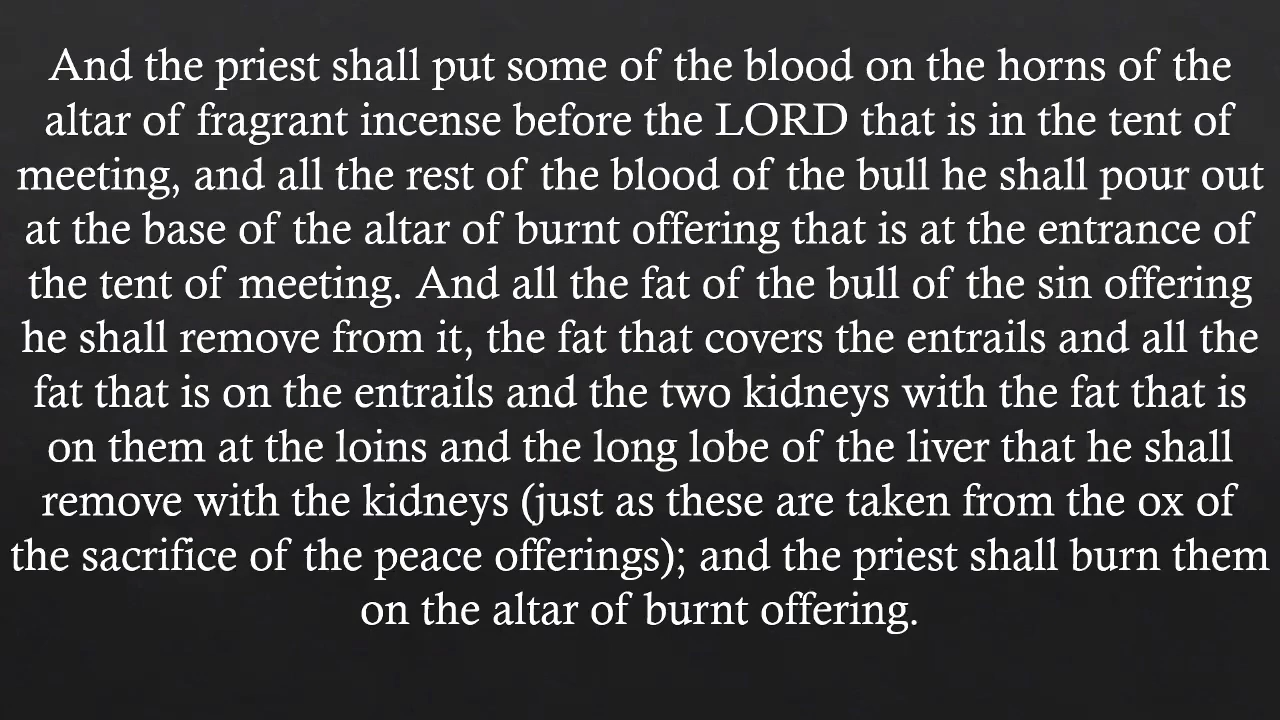 And the priest shall put some of the blood on the horns of the
altar of fragrant incense before the LORD that is in the tent of
meeting, and all the rest of the blood of the bull he shall pour out
at the base of the altar of burnt offering that is at the entrance of
the tent of meeting. And all the fat of the bull of the sin offering
he shall remove from it, the fat that covers the entrails and all the
fat that is on the entrails and the two kidneys with the fat that is
on them at the loins and the long lobe of the liver that he shall
remove with the kidneys (just as these are taken from the ox of
the sacrifice of the peace offerings); and the priest shall burn them
on the altar of burnt offering.